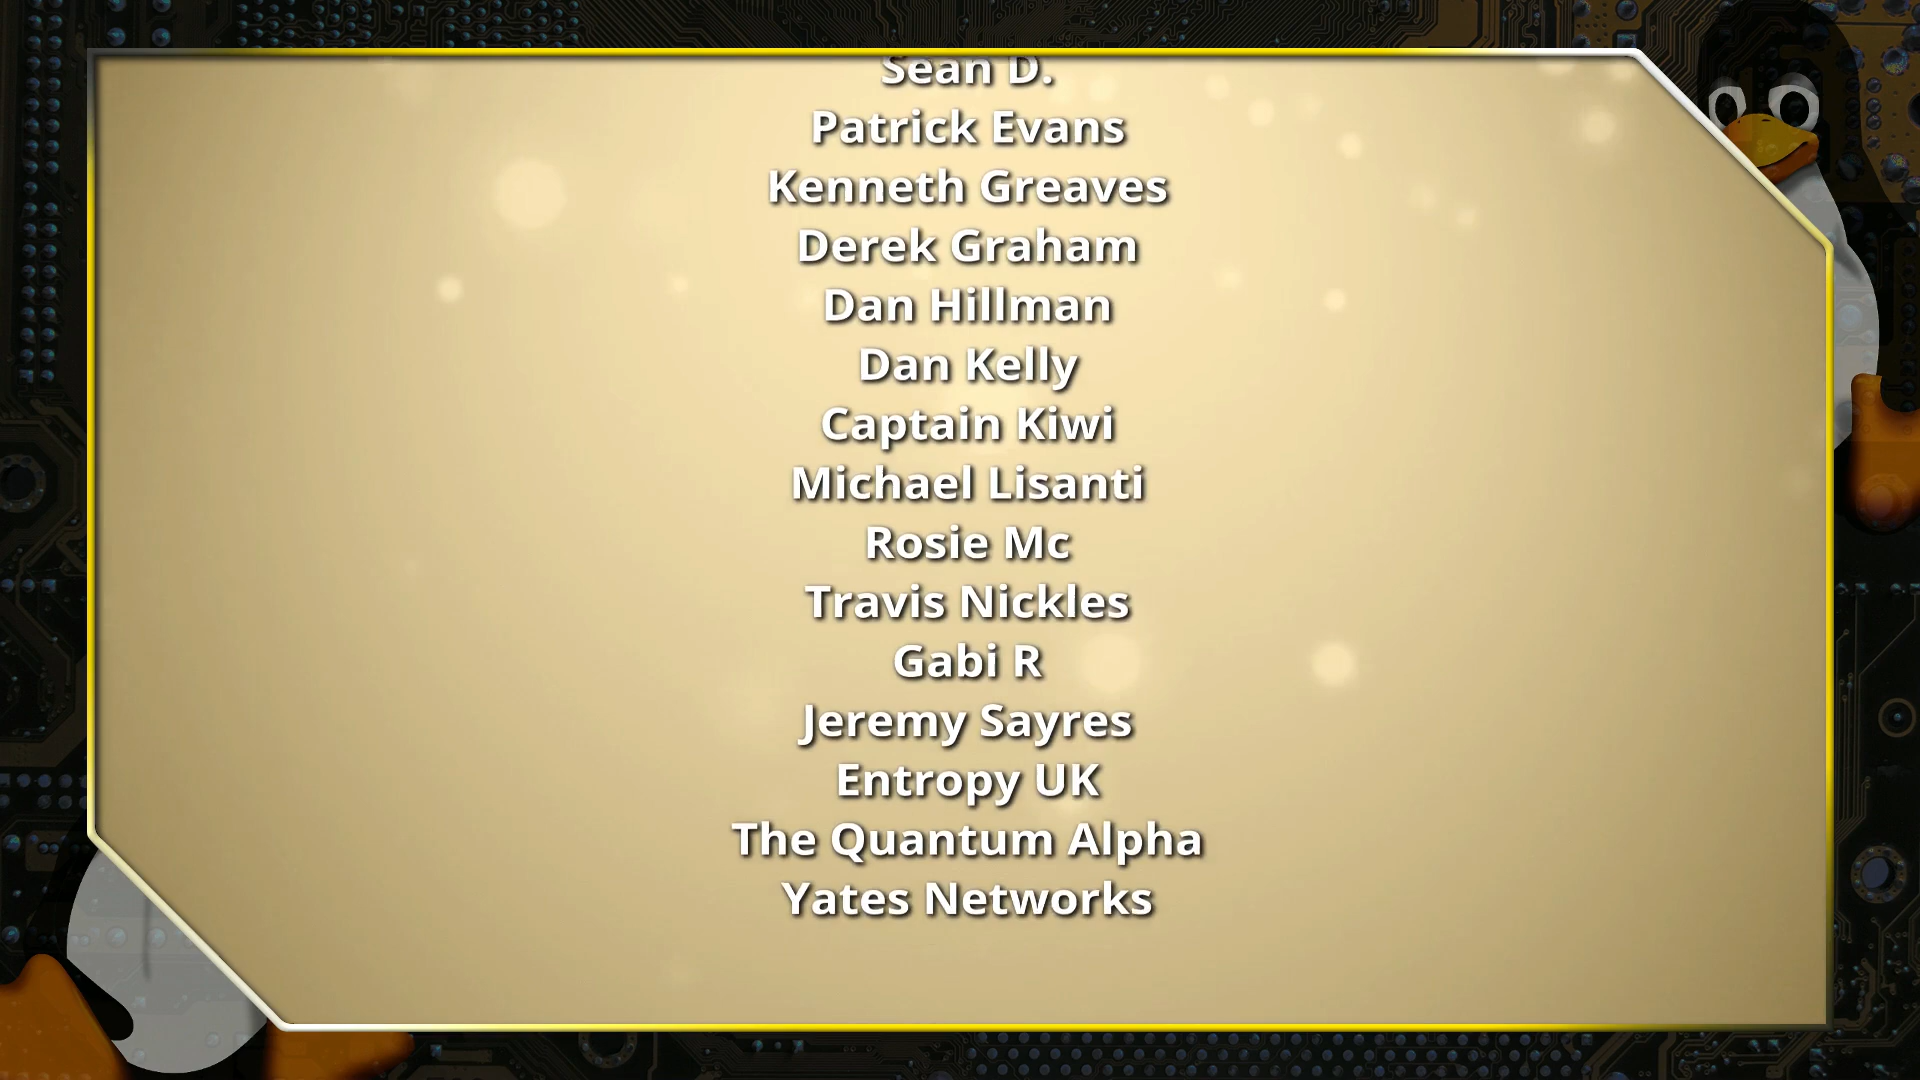 Sean D.
Patrick Evans
Kenneth Greaves
Derek Graham
Dan Hillman
Dan Kelly
Captain Kiwi
Michael Lisanti
Rosie Mc
Travis Nickles
Gabi R
Jeremy Sayres
Entropy UK
The Quantum Alpha
Yates Networks